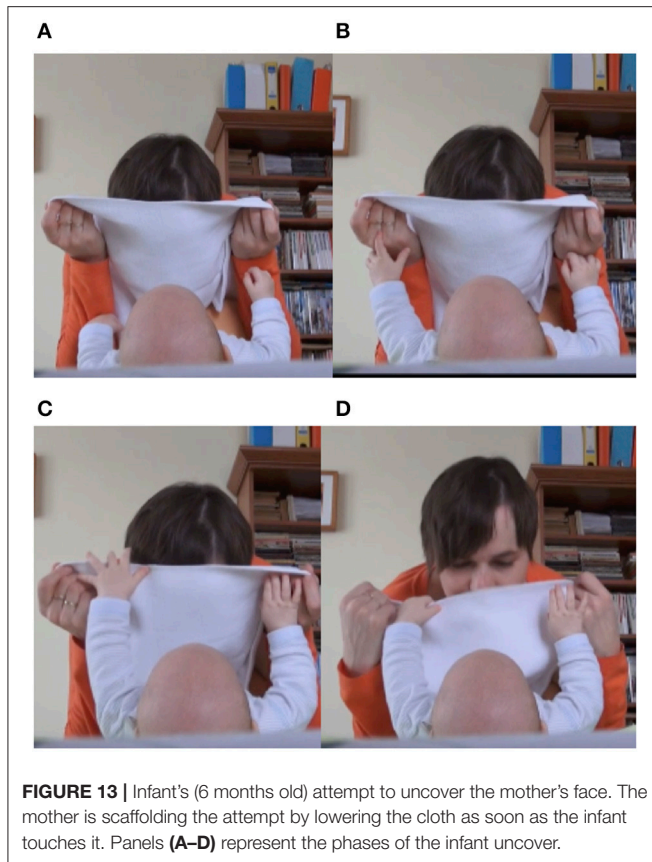 A B
C D
FIGURE 13 | Infant's (6 months old) attempt to uncover the mother's face. The
mother is scaffolding the attempt by lowering the cloth as soon as the infant
touches it. Panels (A–D) represent the phases of the infant uncover.